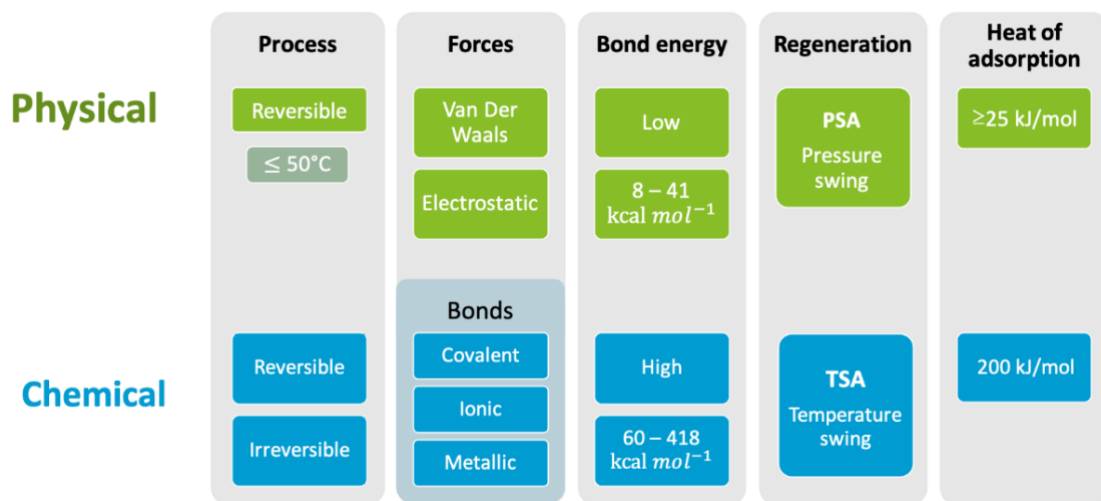 Process
Forces
Bond energy
Regeneration
Heat of
adsorption
Physical
Reversible
≤ 50°C
Van Der
Waals
Electrostatic
Low
8 – 41
kcal mol⁻¹
PSA
Pressure
swing
≥25 kJ/mol
Chemical
Reversible
Irreversible
Bonds
Covalent
Ionic
Metallic
High
60 – 418
kcal mol⁻¹
TSA
Temperature
swing
200 kJ/mol